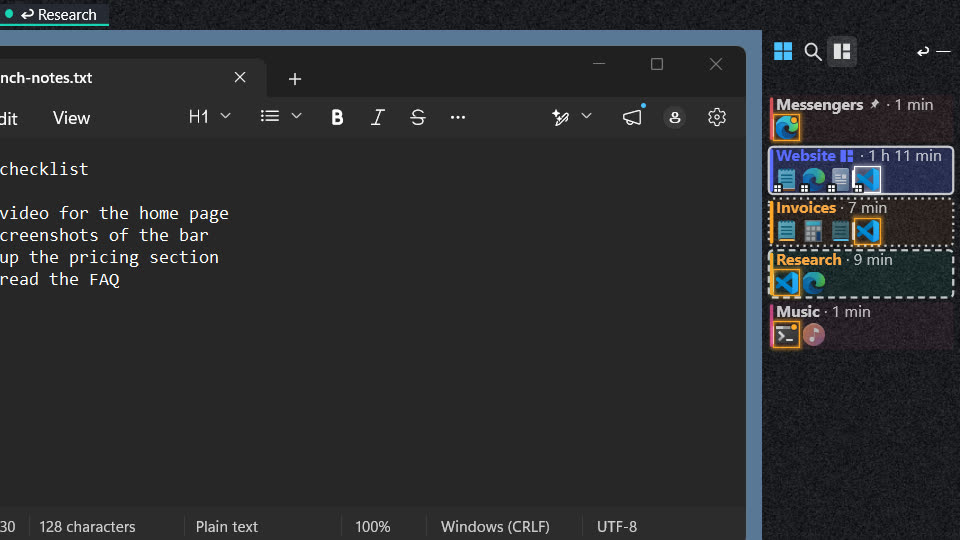 ↩ Research
nch-notes.txt
dit
View
H1
B
I
S
checklist
video for the home page
creenshots of the bar
up the pricing section
read the FAQ
30
128 characters
Plain text
100%
Windows (CRLF)
UTF-8
Messengers · 1 min
Website · 1 h 11 min
Invoices · 7 min
Research · 9 min
Music · 1 min